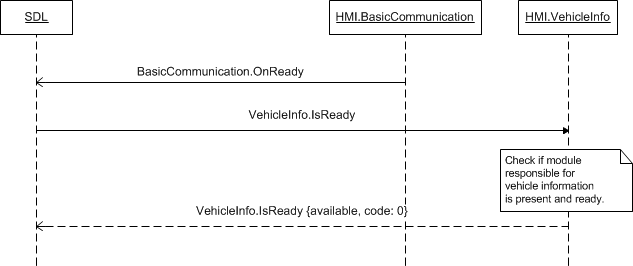 SDL
HMI.BasicCommunication
HMI.VehicleInfo
BasicCommunication.OnReady
VehicleInfo.IsReady
Check if module
responsible for
vehicle information
is present and ready.
VehicleInfo.IsReady {available, code: 0}